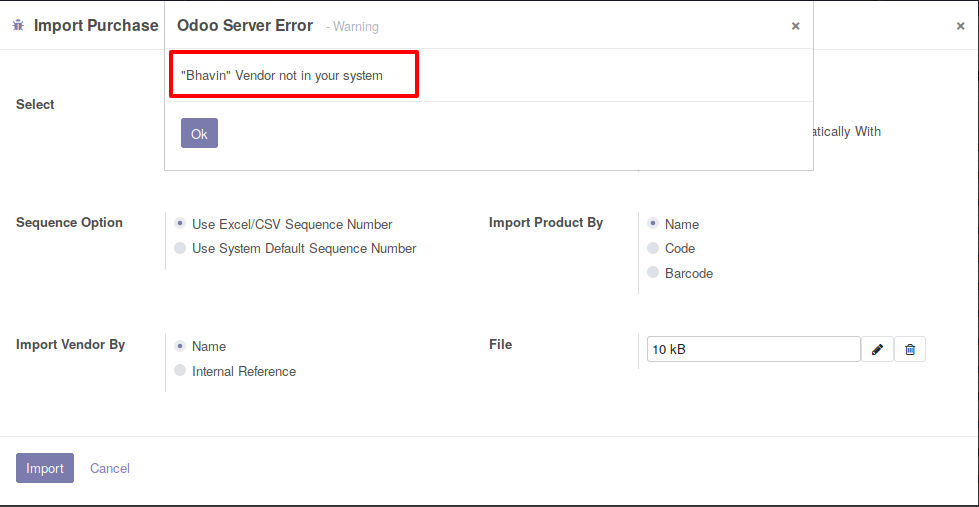 Import Purchase
Odoo Server Error - Warning
×
×
"Bhavin" Vendor not in your system
Ok
Select
atically With
Sequence Option
Use Excel/CSV Sequence Number
Use System Default Sequence Number
Import Product By
Name
Code
Barcode
Import Vendor By
Name
Internal Reference
File
10 kB
Import
Cancel